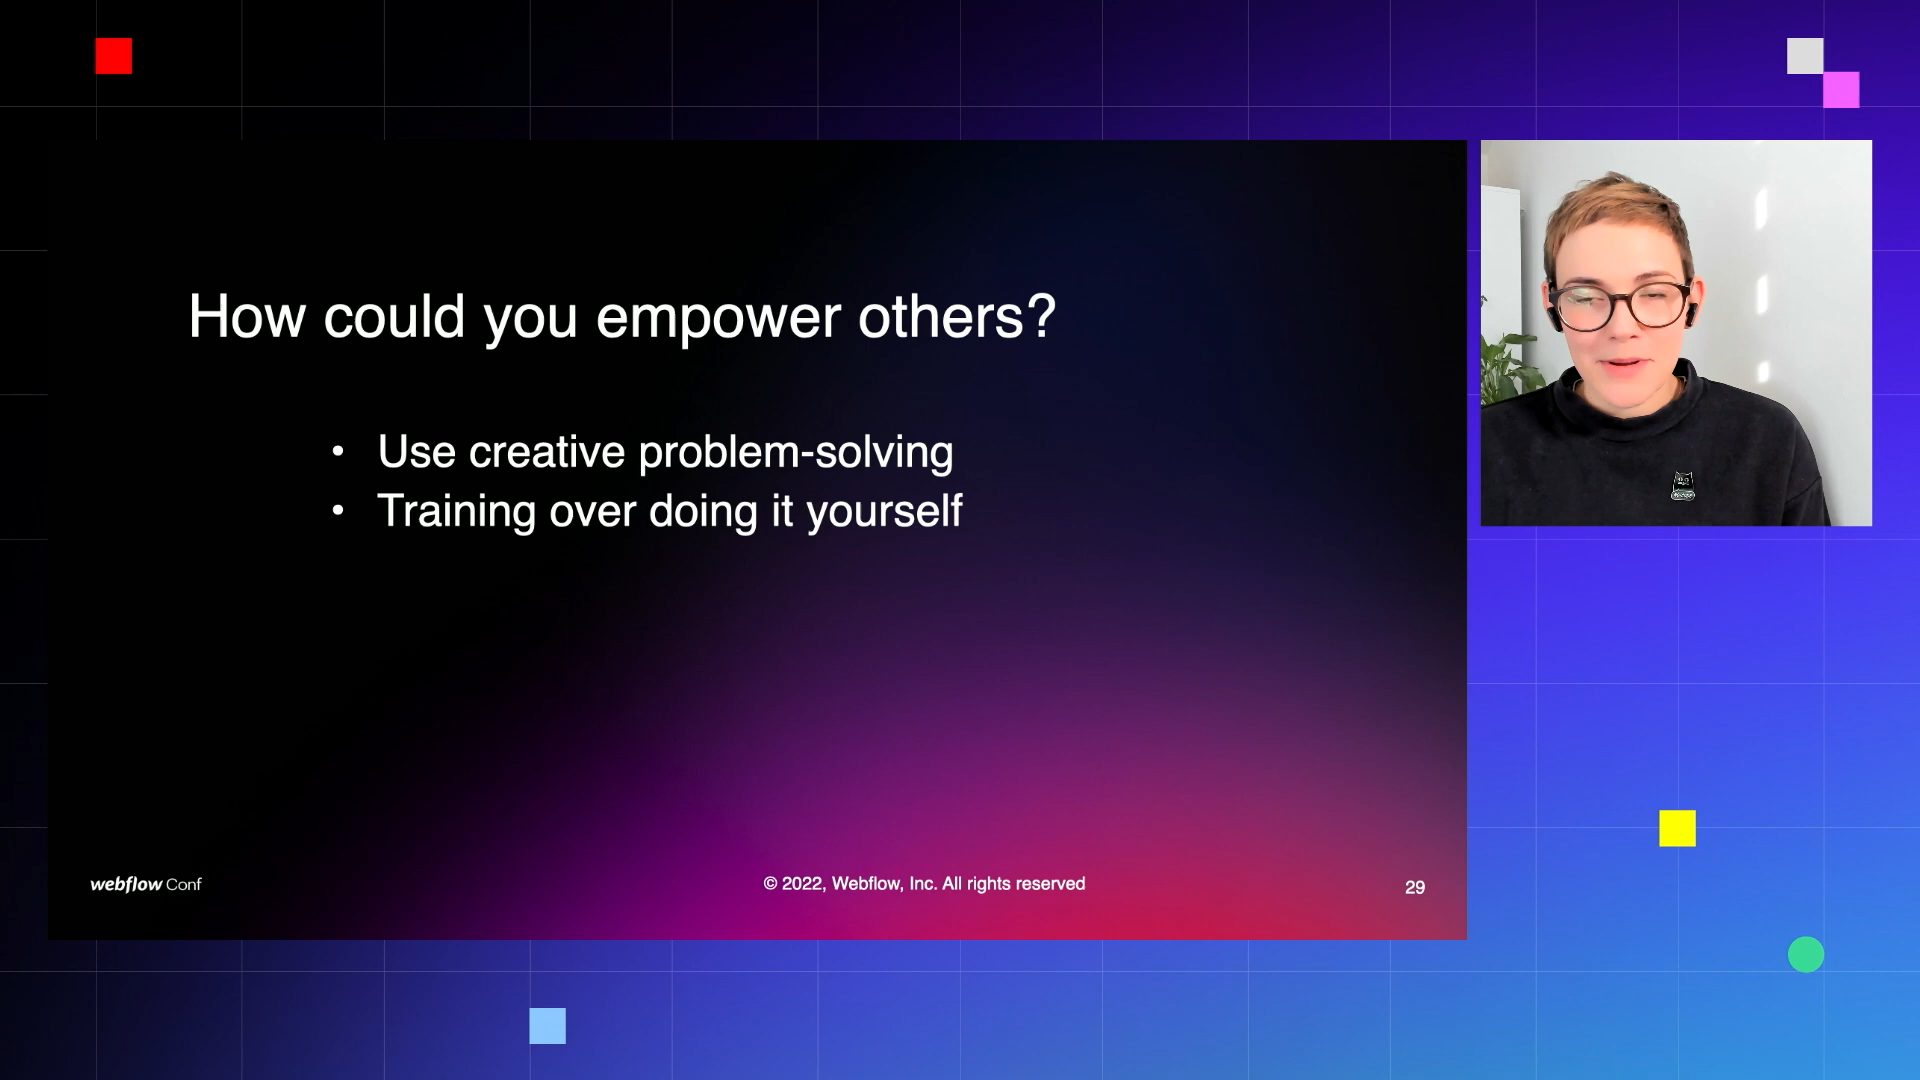 How could you empower others?
• Use creative problem-solving
• Training over doing it yourself
webflow Conf
© 2022, Webflow, Inc. All rights reserved
29